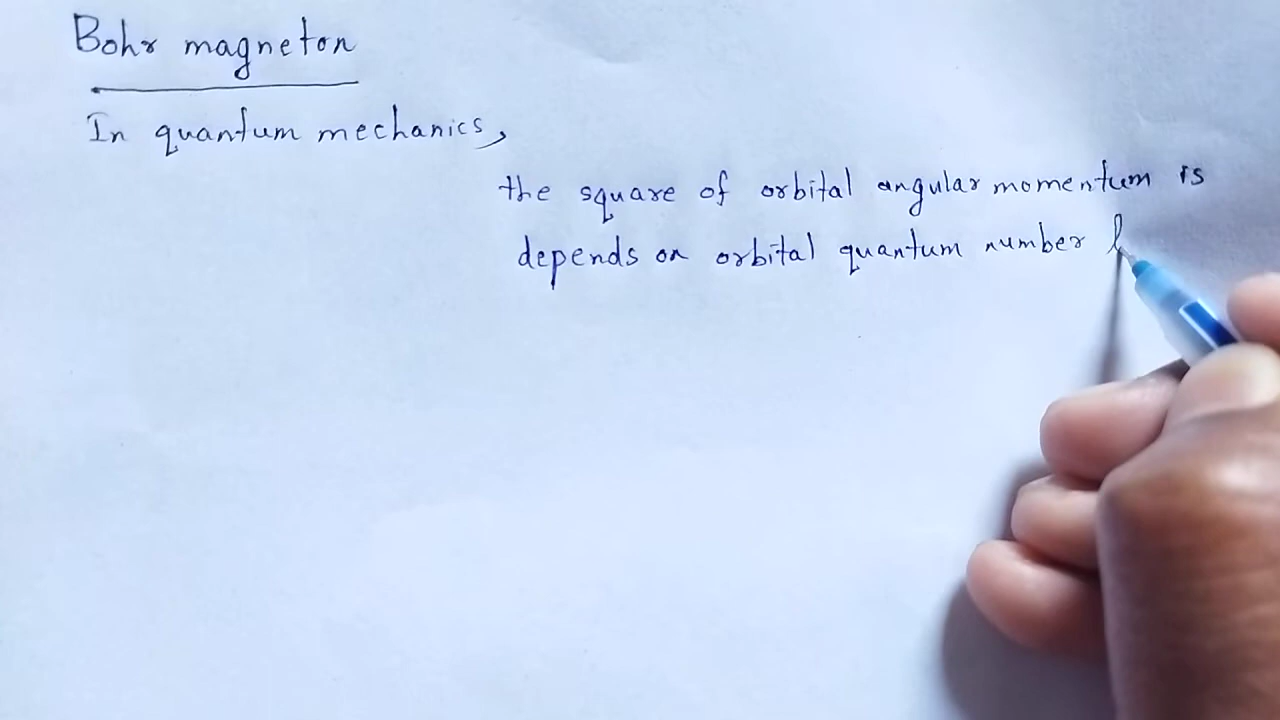 Bohr magneton
In quantum mechanics,
the square of orbital angular momentum is
depends on orbital quantum number l